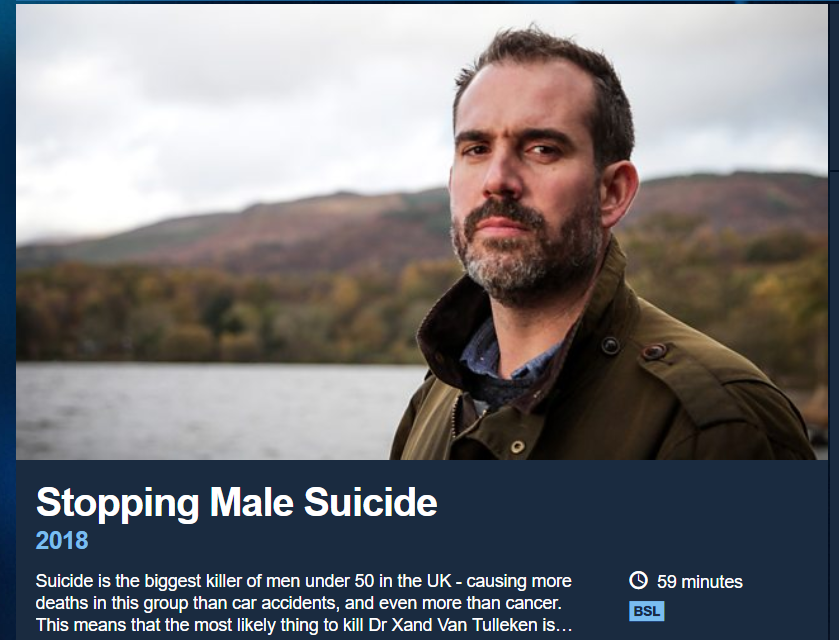 Stopping Male Suicide
2018
Suicide is the biggest killer of men under 50 in the UK - causing more
deaths in this group than car accidents, and even more than cancer.
This means that the most likely thing to kill Dr Xand Van Tulleken is…
59 minutes
BSL